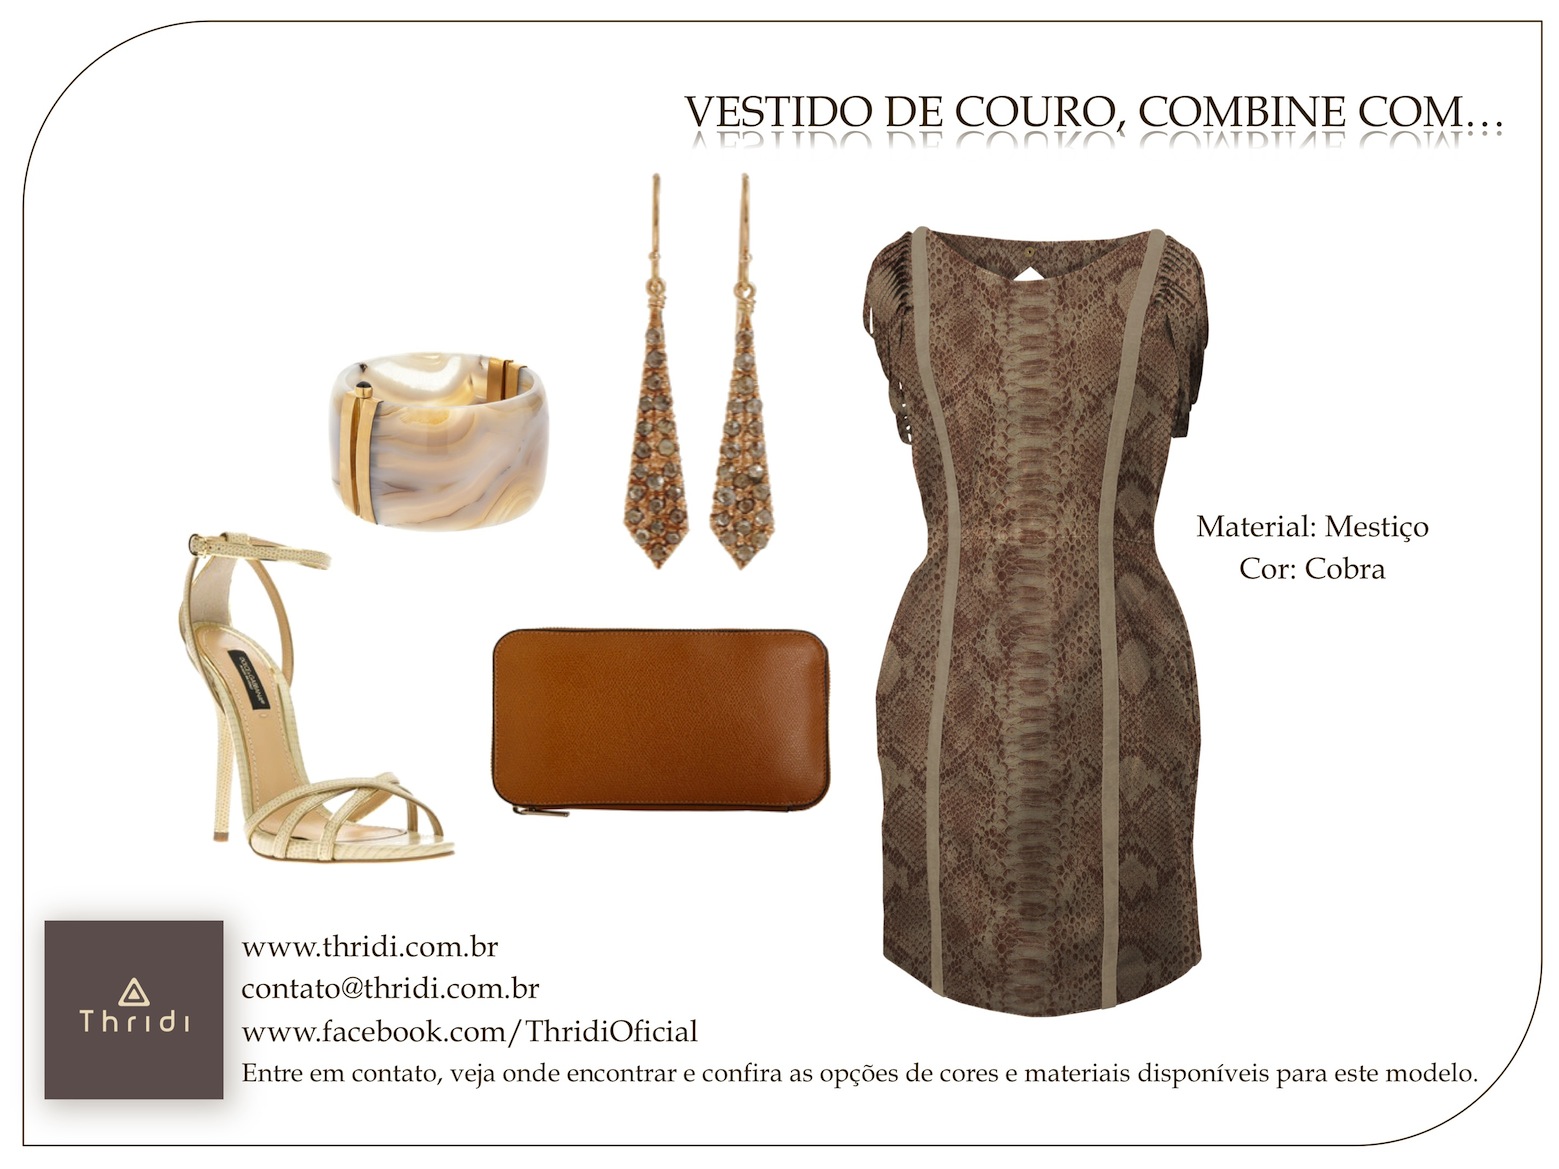 VESTIDO DE COURO, COMBINE COM...
Material: Mestiço
Cor: Cobra
DOLCE & GABBANA
Thridi
www.thridi.com.br
contato@thridi.com.br
www.facebook.com/ThridiOficial
Entre em contato, veja onde encontrar e confira as opções de cores e materiais disponíveis para este modelo.